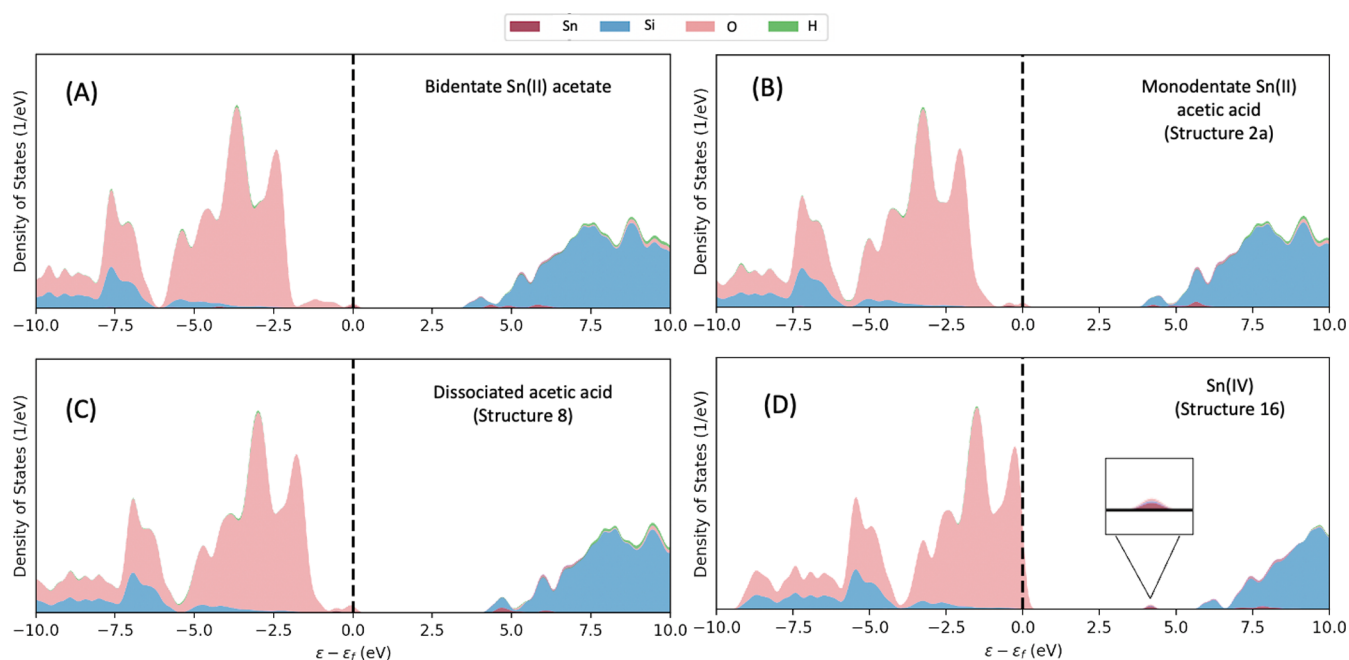 Sn Si O H
(A)
Bidentate Sn(II) acetate
Density of States (1/eV)
−10.0 −7.5 −5.0 −2.5 0.0 2.5 5.0 7.5 10.0
(B)
Monodentate Sn(II)
acetic acid
(Structure 2a)
Density of States (1/eV)
−10.0 −7.5 −5.0 −2.5 0.0 2.5 5.0 7.5 10.0
(C)
Dissociated acetic acid
(Structure 8)
Density of States (1/eV)
−10.0 −7.5 −5.0 −2.5 0.0 2.5 5.0 7.5 10.0
ε − εf (eV)
(D)
Sn(IV)
(Structure 16)
Density of States (1/eV)
−10.0 −7.5 −5.0 −2.5 0.0 2.5 5.0 7.5 10.0
ε − εf (eV)